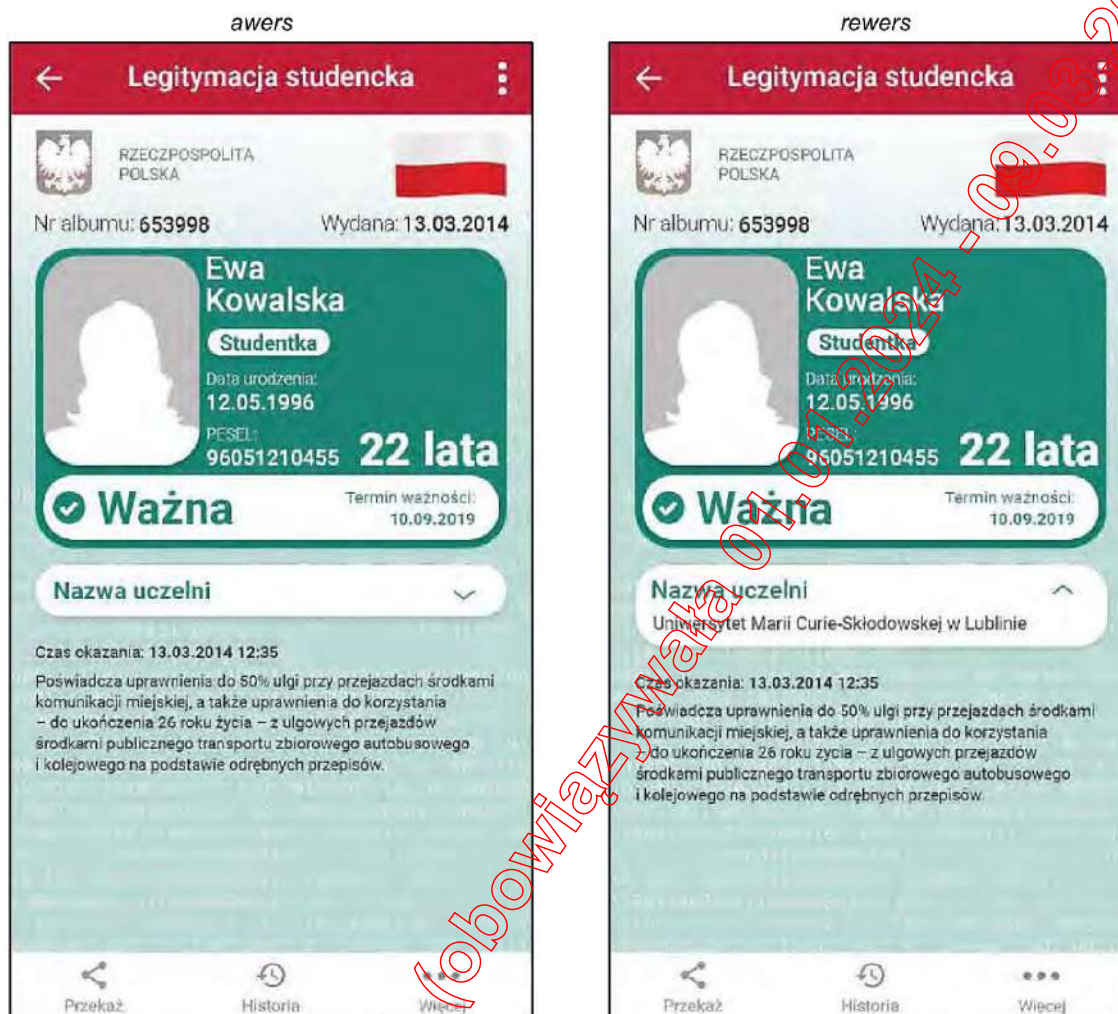 awers
Legitymacja studencka
RZECZPOSPOLITA
POLSKA
Nr albumu: 653998 Wydana: 13.03.2014
Ewa
Kowalska
Studentka
Data urodzenia:
12.05.1996
PESEL:
96051210455 22 lata
Ważna
Termin ważności:
10.09.2019
Nazwa uczelni
Czas okazania: 13.03.2014 12:35
Poświadcza uprawnienia do 50% ulgi przy przejazdach środkami
komunikacji miejskiej, a także uprawnienia do korzystania
– do ukończenia 26 roku życia – z ulgowych przejazdów
środkami publicznego transportu zbiorowego autobusowego
i kolejowego na podstawie odrębnych przepisów.
Przekaż Historia Więcej
rewers
Legitymacja studencka
RZECZPOSPOLITA
POLSKA
Nr albumu: 653998 Wydana: 13.03.2014
Ewa
Kowalska
Studentka
Data urodzenia:
12.05.1996
PESEL:
96051210455 22 lata
Ważna
Termin ważności:
10.09.2019
Nazwa uczelni
Uniwersytet Marii Curie-Skłodowskej w Lublinie
Czas okazania: 13.03.2014 12:35
Poświadcza uprawnienia do 50% ulgi przy przejazdach środkami
komunikacji miejskiej, a także uprawnienia do korzystania
– do ukończenia 26 roku życia – z ulgowych przejazdów
środkami publicznego transportu zbiorowego autobusowego
i kolejowego na podstawie odrębnych przepisów.
Przekaż Historia Więcej
(obowiązywała 01.01.2024 - 09.03.